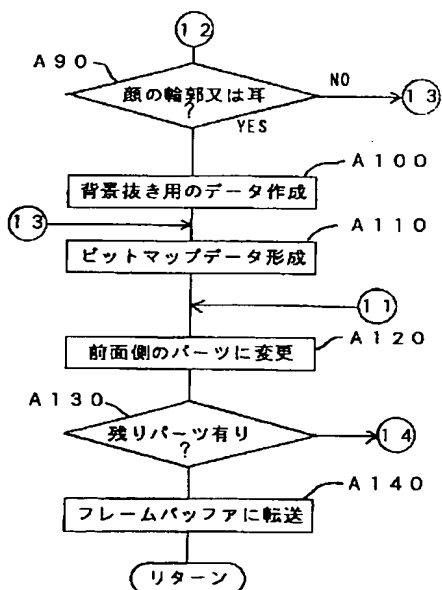 12
A90
顔の輪郭又は耳
?
NO
13
YES
A100
背景抜き用のデータ作成
13
A110
ビットマップデータ形成
11
A120
前面側のパーツに変更
A130
残りパーツ有り
?
14
A140
フレームバッファに転送
リターン